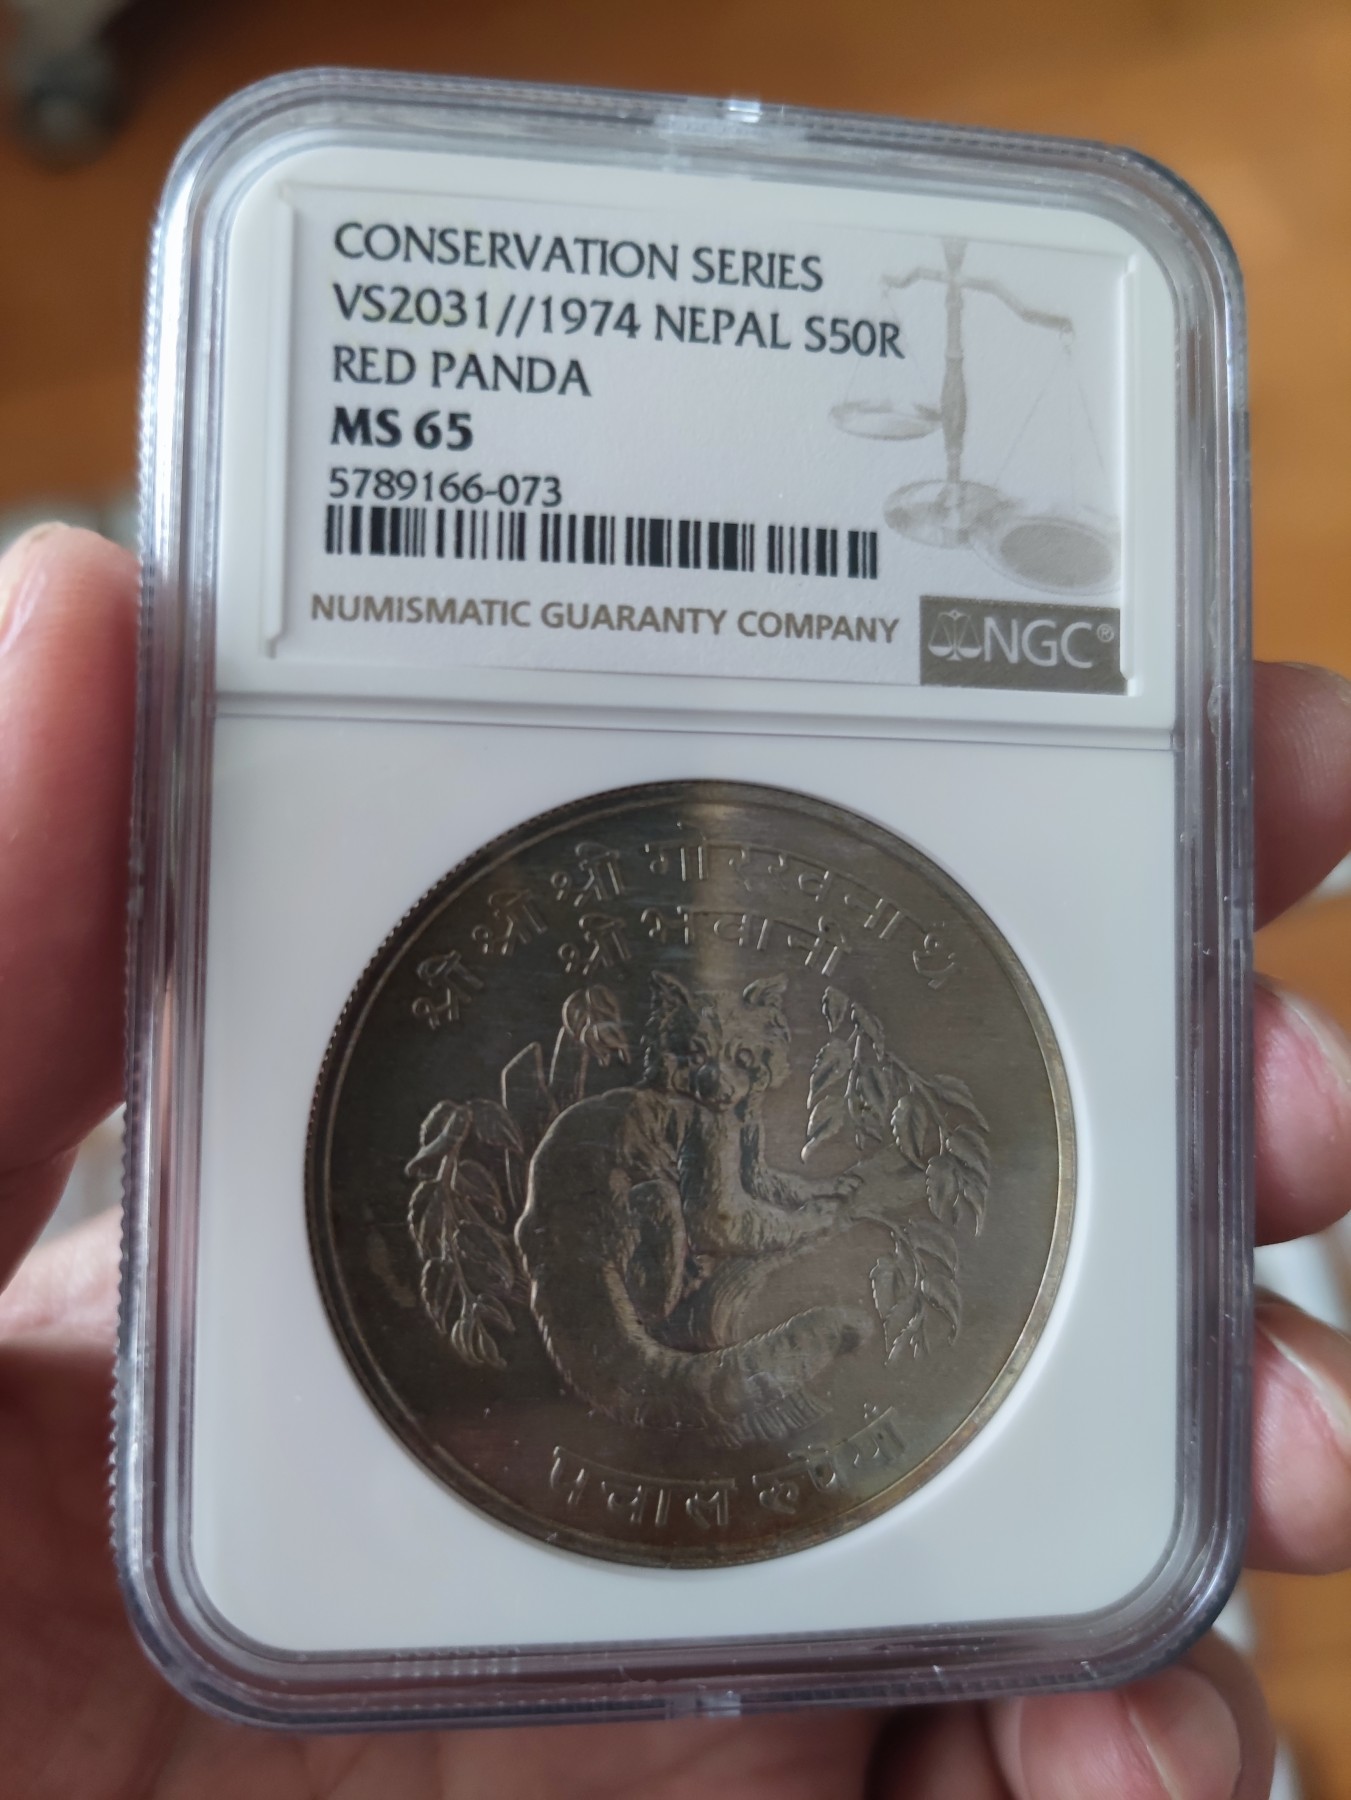 CONSERVATION SERIES
VS2031//1974 NEPAL S50R
RED PANDA
MS 65
5789166-073
NUMISMATIC GUARANTY COMPANY
NGC®
श्री श्री श्री गोरखनाथ
श्री भवानी
पचास रूपैयाँ